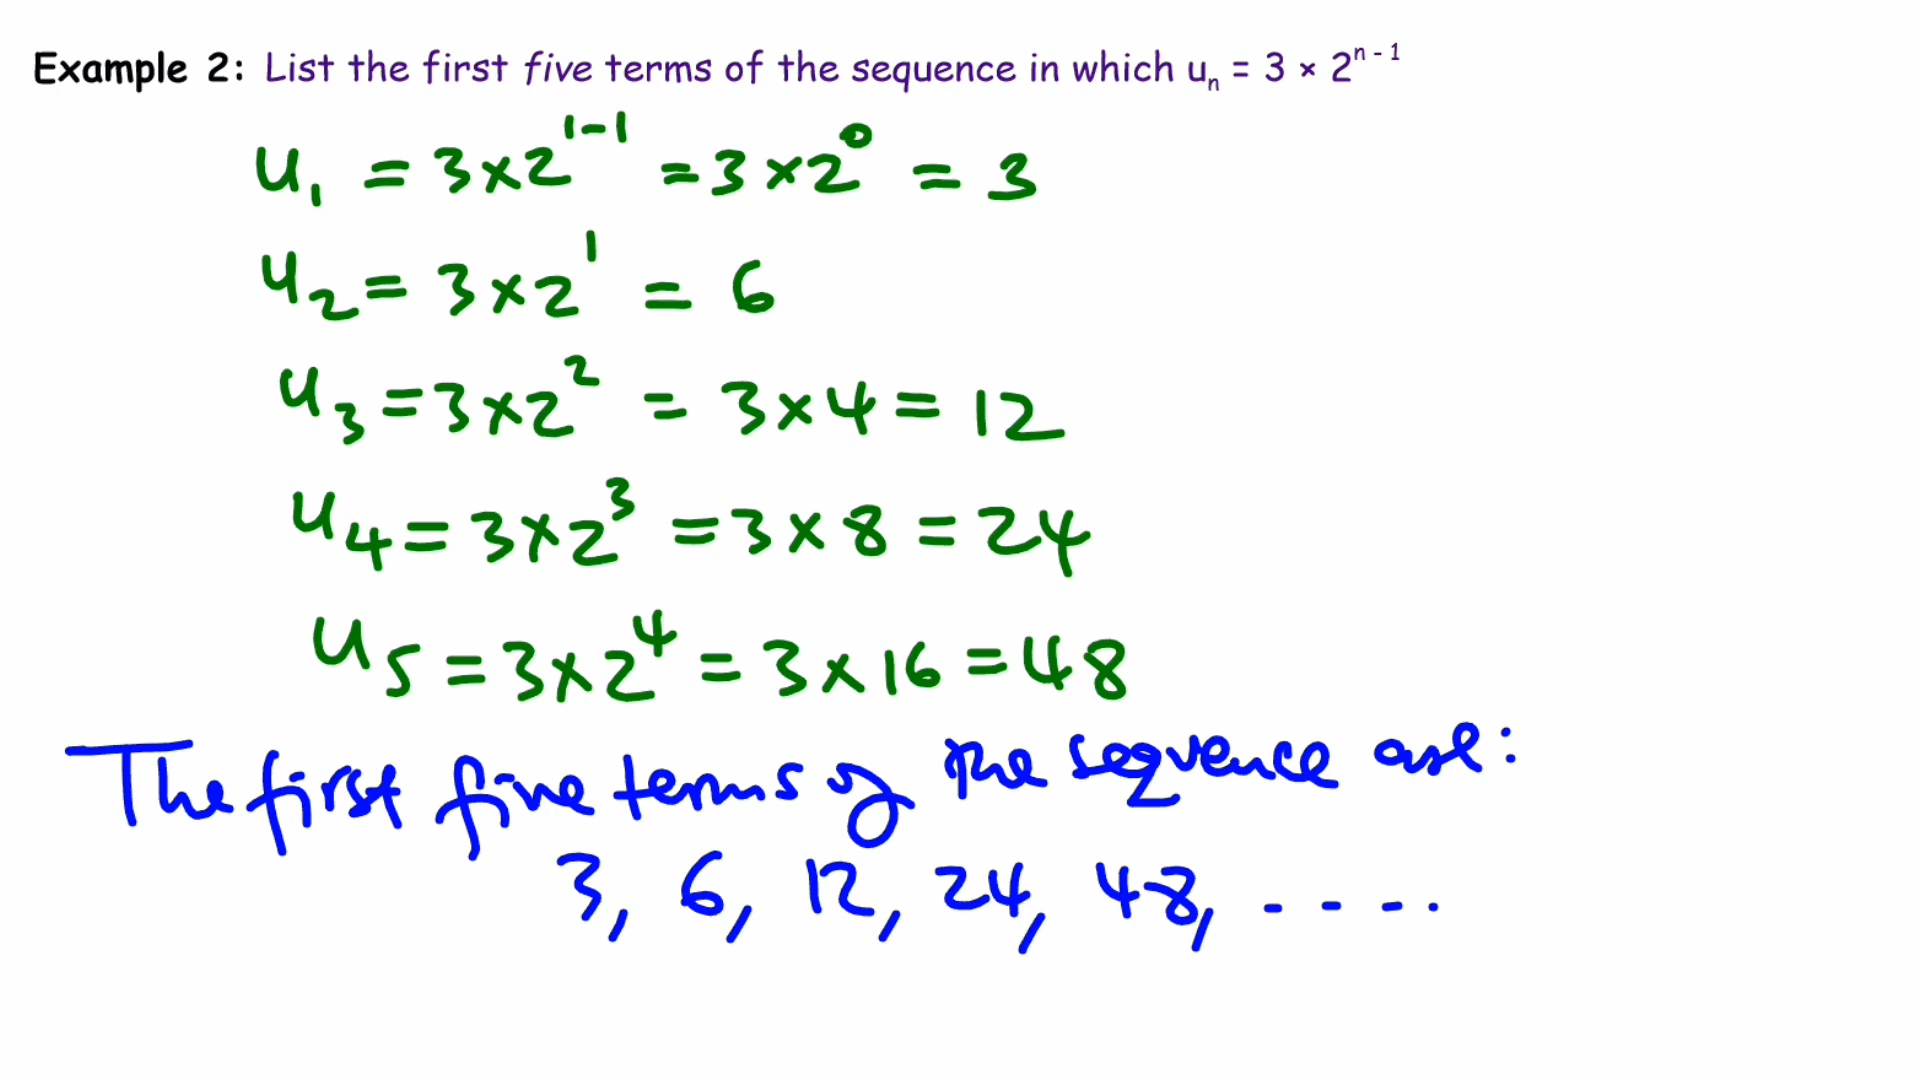 Example 2: List the first five terms of the sequence in which uₙ = 3 × 2ⁿ ⁻ ¹
u₁ = 3×2¹⁻¹ = 3×2⁰ = 3
u₂ = 3×2¹ = 6
u₃ = 3×2² = 3×4 = 12
u₄ = 3×2³ = 3×8 = 24
u₅ = 3×2⁴ = 3×16 = 48
The first five terms of the sequence are:
3, 6, 12, 24, 48, ....